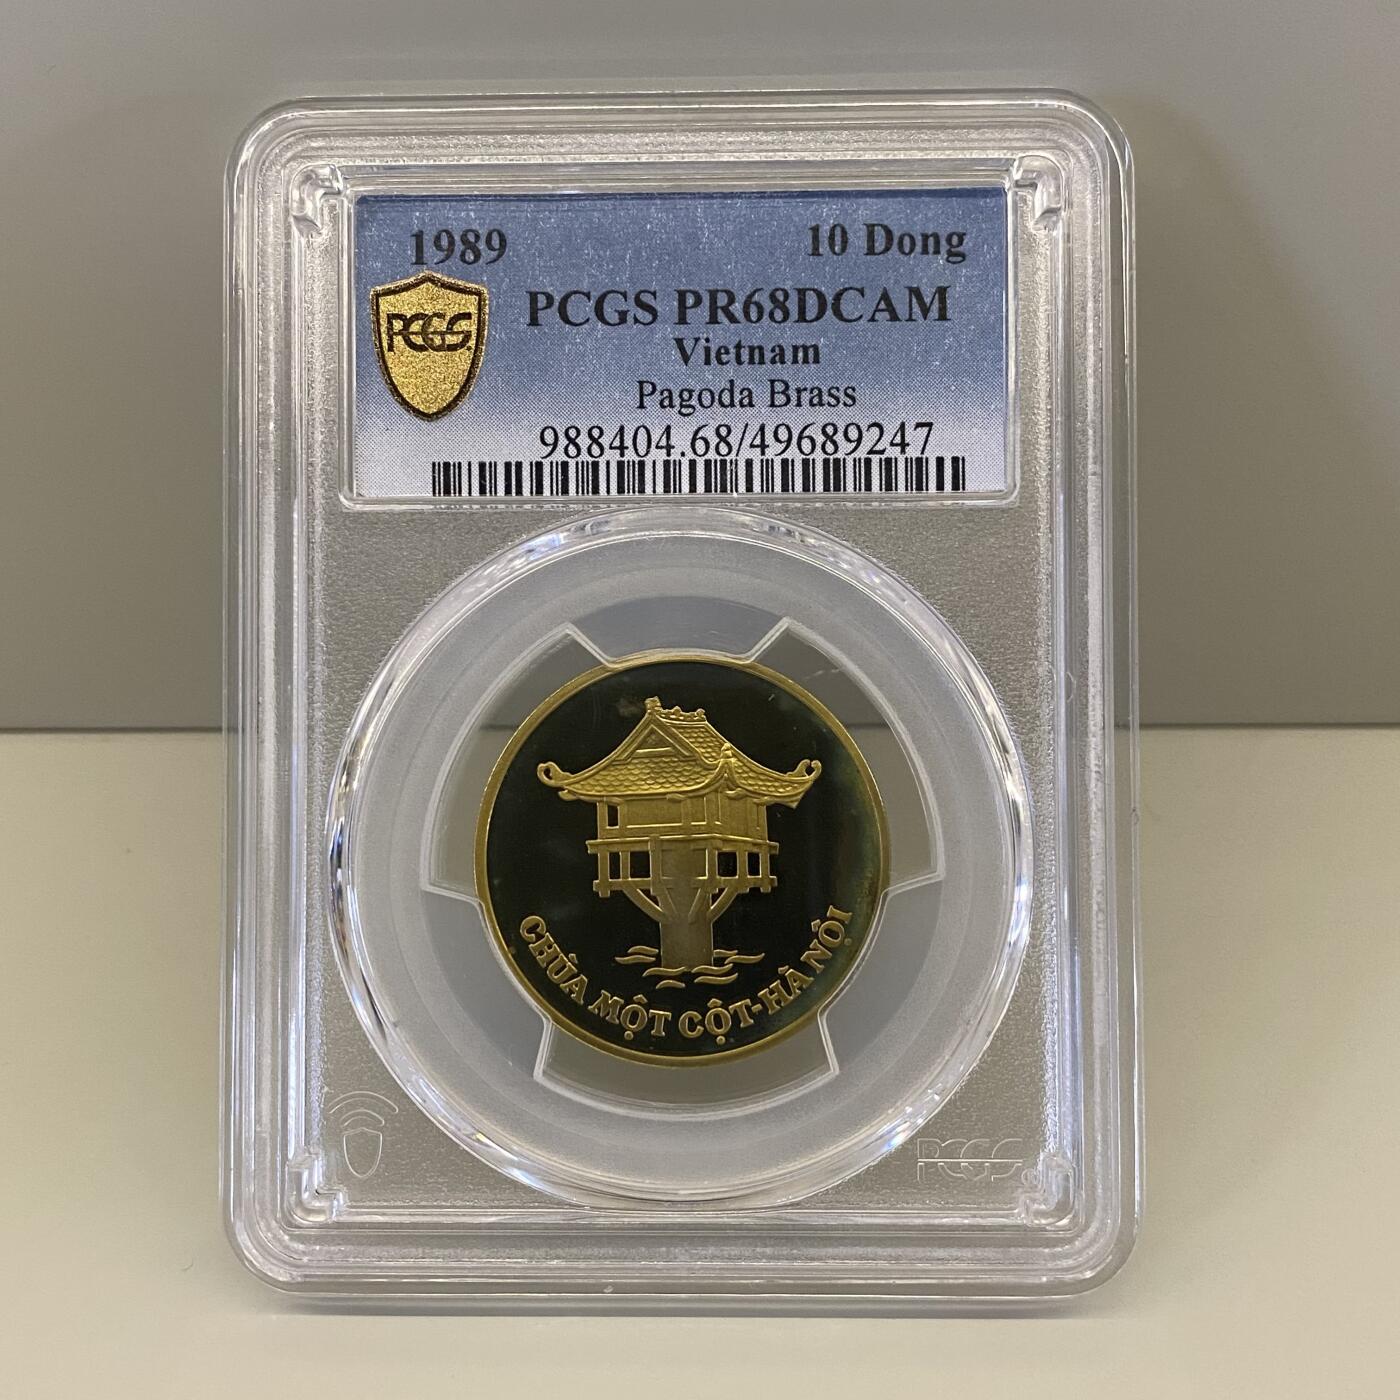 1989 10 Dong
PCGS
PCGS PR68DCAM
Vietnam
Pagoda Brass
988404.68/49689247
CHÙA MỘT CỘT-HÀ NỘI
PCGS